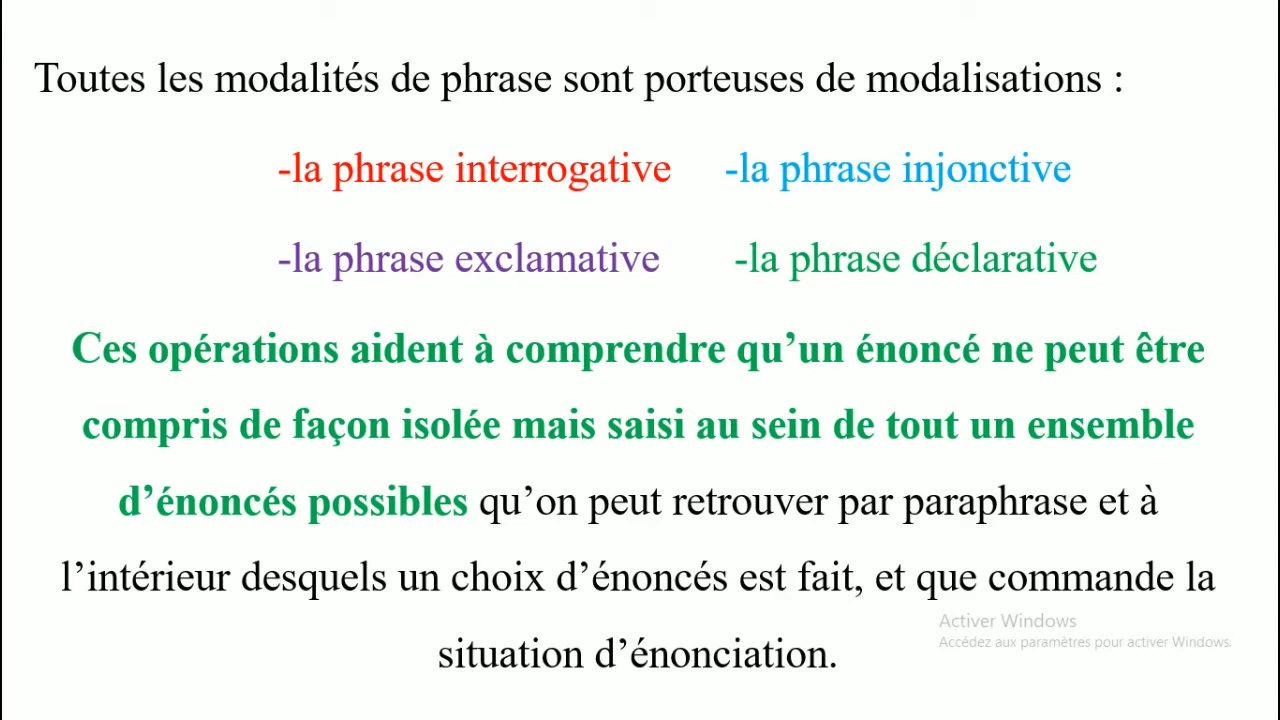 Toutes les modalités de phrase sont porteuses de modalisations :
-la phrase interrogative -la phrase injonctive
-la phrase exclamative -la phrase déclarative
Ces opérations aident à comprendre qu’un énoncé ne peut être
compris de façon isolée mais saisi au sein de tout un ensemble
d’énoncés possibles qu’on peut retrouver par paraphrase et à
l’intérieur desquels un choix d’énoncés est fait, et que commande la
situation d’énonciation.
Activer Windows
Accédez aux paramètres pour activer Windows.